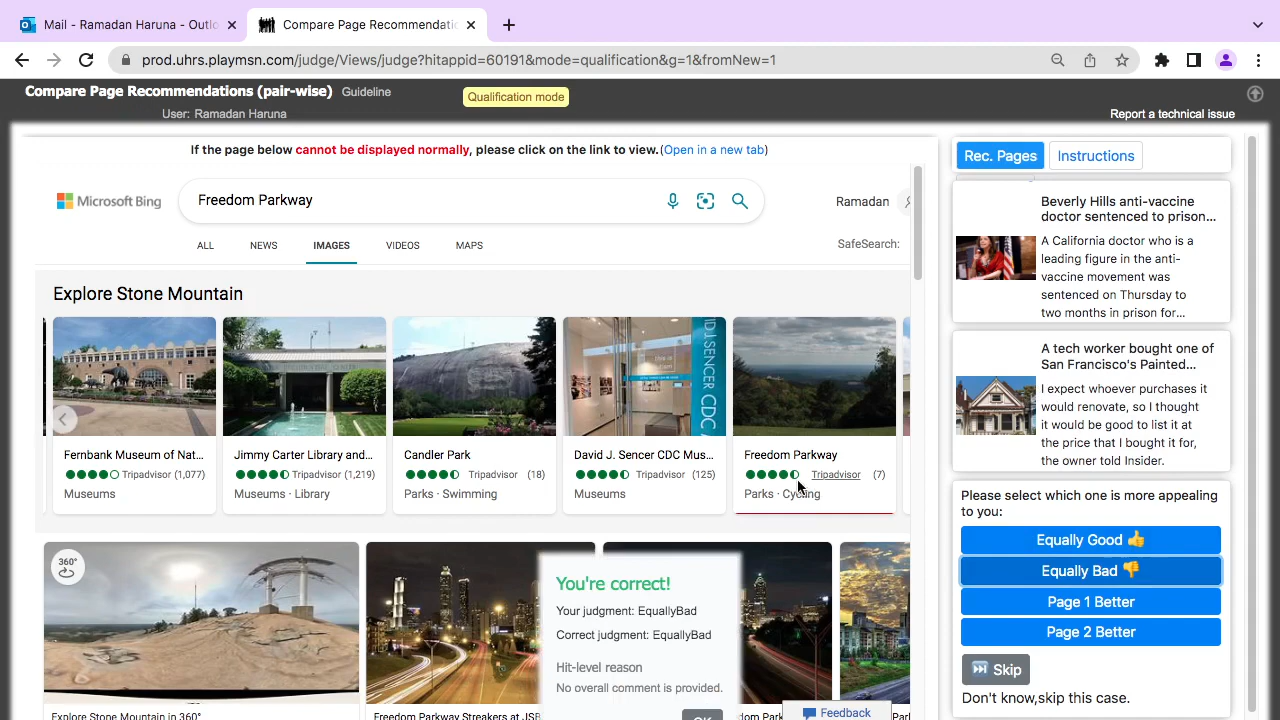 Mail - Ramadan Haruna - Outlo
Compare Page Recommendatio
prod.uhrs.playmsn.com/judge/Views/judge?hitappid=60191&mode=qualification&g=1&fromNew=1
Compare Page Recommendations (pair-wise) Guideline
Qualification mode
User: Ramadan Haruna
Report a technical issue
If the page below cannot be displayed normally, please click on the link to view.(Open in a new tab)
Microsoft Bing
Freedom Parkway
Ramadan
ALL NEWS IMAGES VIDEOS MAPS
SafeSearch:
Explore Stone Mountain
Fernbank Museum of Nat...
Tripadvisor (1,077)
Museums
Jimmy Carter Library and...
Tripadvisor (1,219)
Museums · Library
Candler Park
Tripadvisor (18)
Parks · Swimming
DJ.SENCER CDC
David J. Sencer CDC Mus...
Tripadvisor (125)
Museums
Freedom Parkway
Tripadvisor (7)
Parks · Cycling
360°
Explore Stone Mountain in 360°
Freedom Parkway Streakers at JSB
dom Park
You're correct!
Your judgment: EquallyBad
Correct judgment: EquallyBad
Hit-level reason
No overall comment is provided.
OK
Feedback
Rec. Pages Instructions
Beverly Hills anti-vaccine
doctor sentenced to prison...
A California doctor who is a
leading figure in the anti-
vaccine movement was
sentenced on Thursday to
two months in prison for...
A tech worker bought one of
San Francisco's Painted...
I expect whoever purchases it
would renovate, so I thought
it would be good to list it at
the price that I bought it for,
the owner told Insider.
Please select which one is more appealing
to you:
Equally Good 👍
Equally Bad 👎
Page 1 Better
Page 2 Better
Skip
Don't know,skip this case.